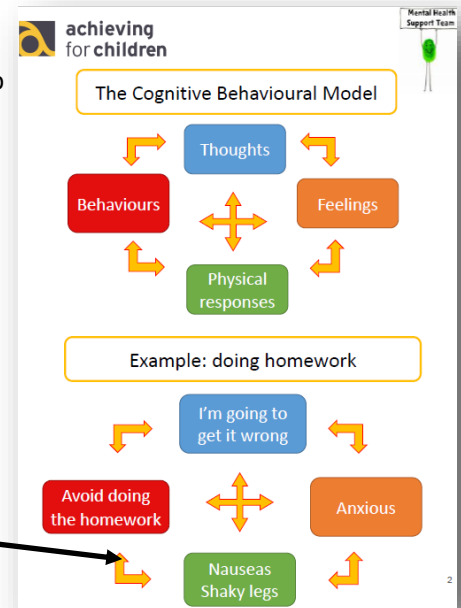 achieving
for children
Mental Health
Support Team
The Cognitive Behavioural Model
Thoughts
Behaviours
Feelings
Physical
responses
Example: doing homework
I'm going to
get it wrong
Avoid doing
the homework
Anxious
Nauseas
Shaky legs
2